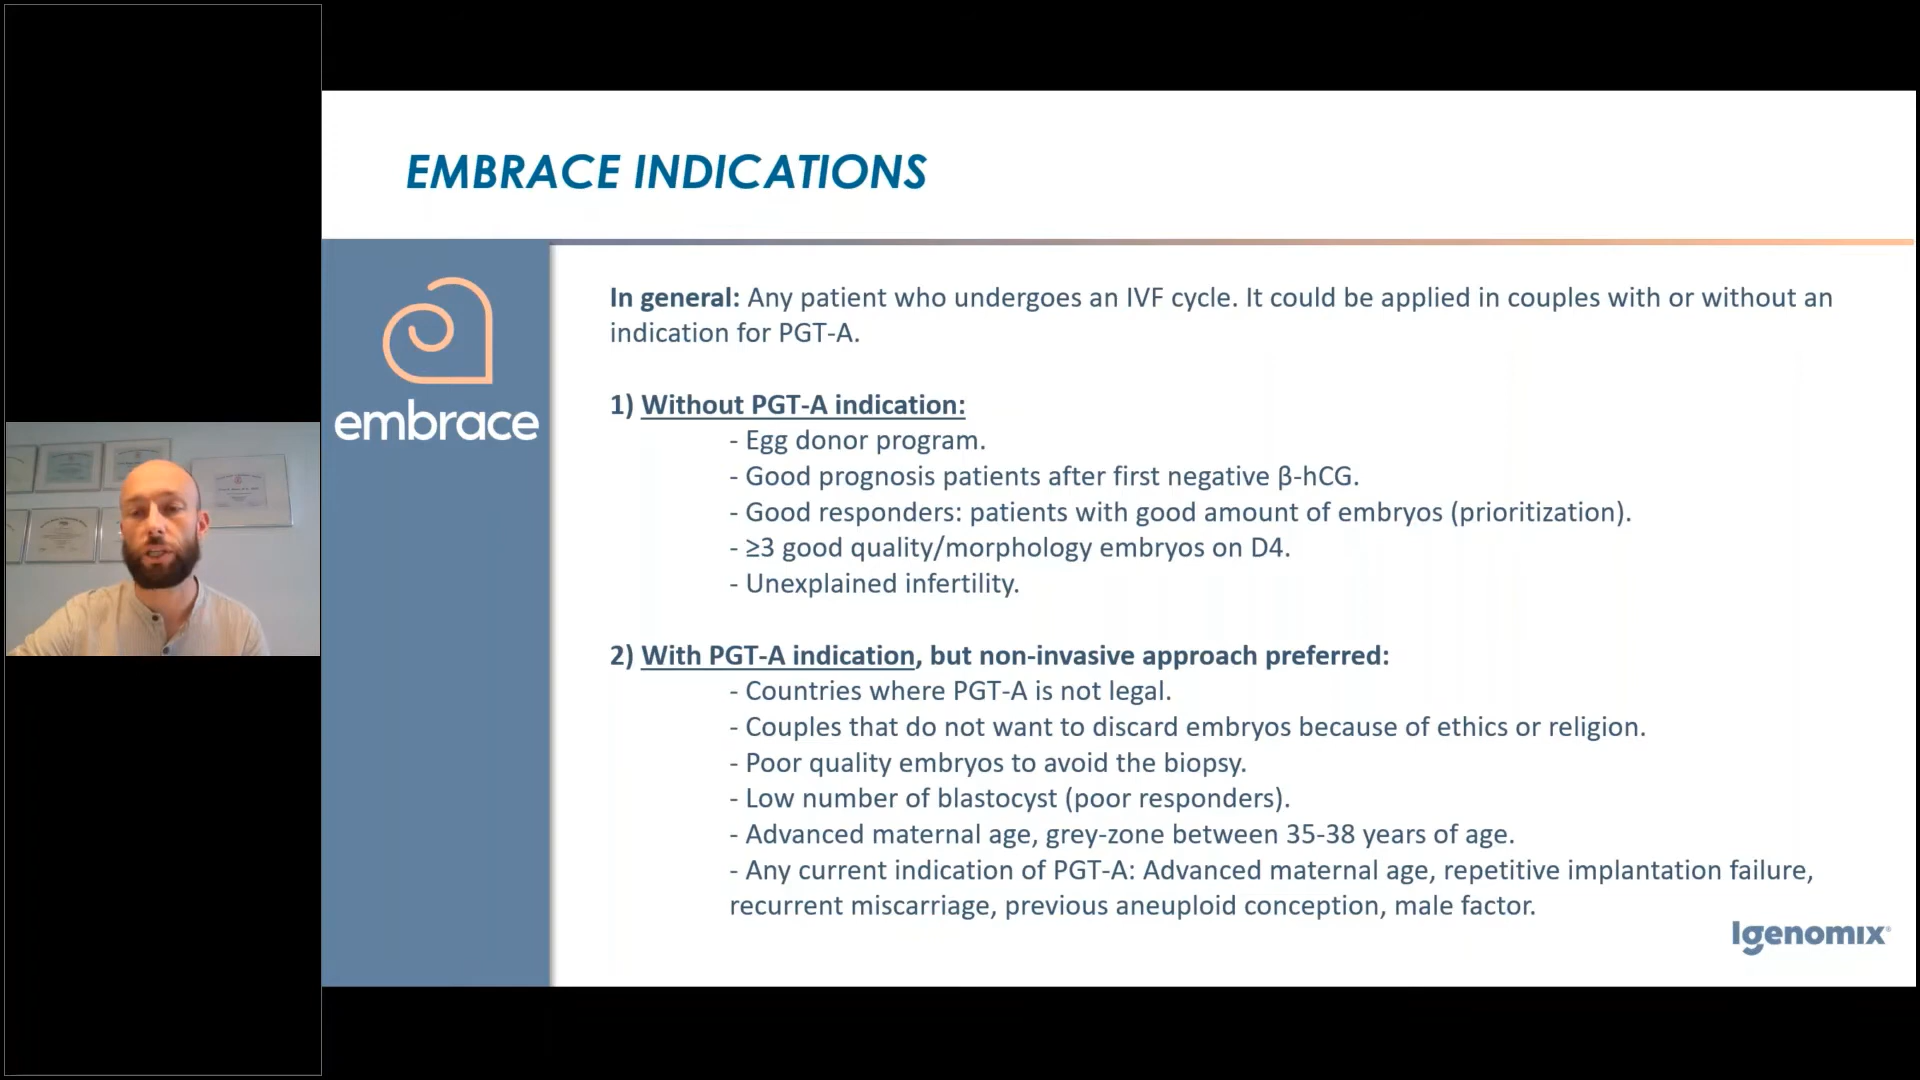 EMBRACE INDICATIONS
embrace
In general: Any patient who undergoes an IVF cycle. It could be applied in couples with or without an
indication for PGT-A.
1) Without PGT-A indication:
- Egg donor program.
- Good prognosis patients after first negative β-hCG.
- Good responders: patients with good amount of embryos (prioritization).
- ≥3 good quality/morphology embryos on D4.
- Unexplained infertility.
2) With PGT-A indication, but non-invasive approach preferred:
- Countries where PGT-A is not legal.
- Couples that do not want to discard embryos because of ethics or religion.
- Poor quality embryos to avoid the biopsy.
- Low number of blastocyst (poor responders).
- Advanced maternal age, grey-zone between 35-38 years of age.
- Any current indication of PGT-A: Advanced maternal age, repetitive implantation failure,
recurrent miscarriage, previous aneuploid conception, male factor.
Igenomix®